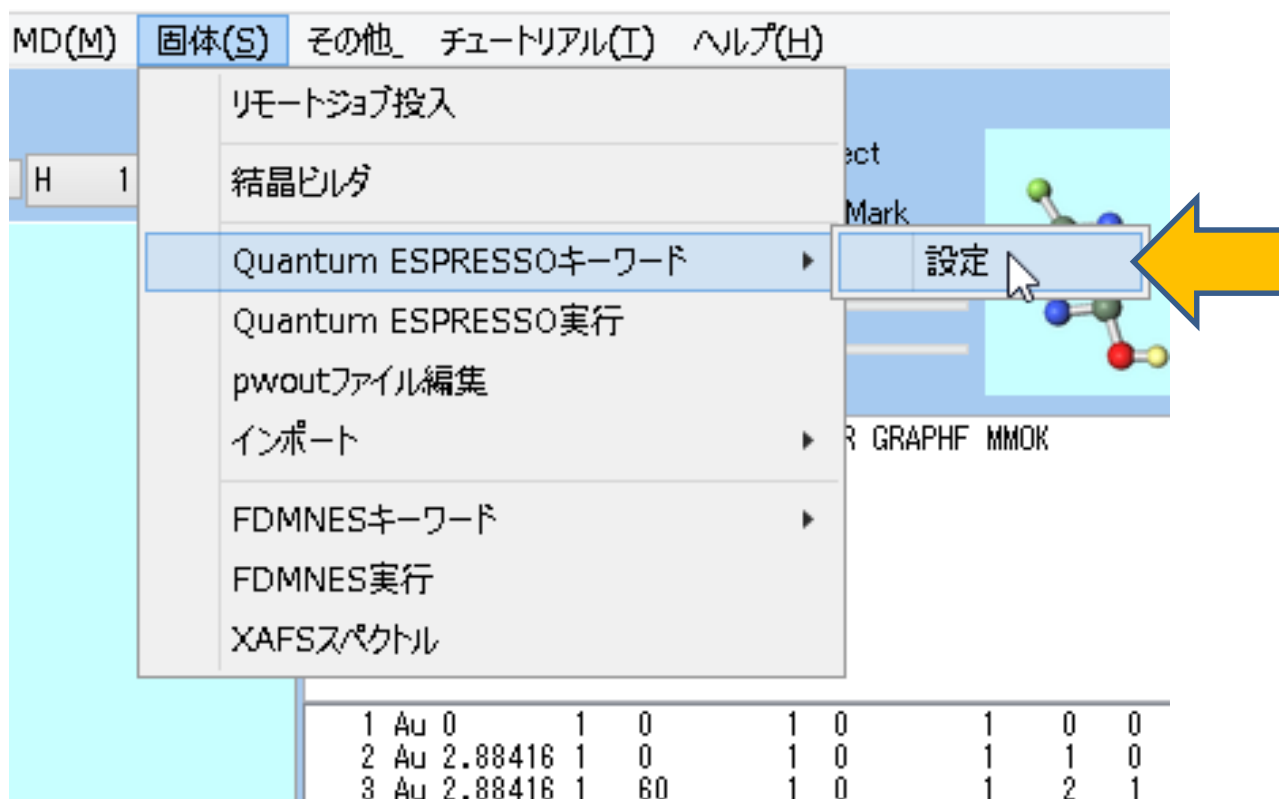 MD(M) 固体(S) その他_ チュートリアル(T) ヘルプ(H)
リモートジョブ投入
ect
H 1 結晶ビルダ
Mark
Quantum ESPRESSOキーワード 設定
Quantum ESPRESSO実行
pwoutファイル編集
インポート
GRAPHF MMOK
FDMNESキーワード
FDMNES実行
XAFSスペクトル
1 Au 0 1 0 1 0 1 0 0
2 Au 2.88416 1 0 1 0 1 1 0
3 Au 2.88416 1 60 1 0 1 2 1